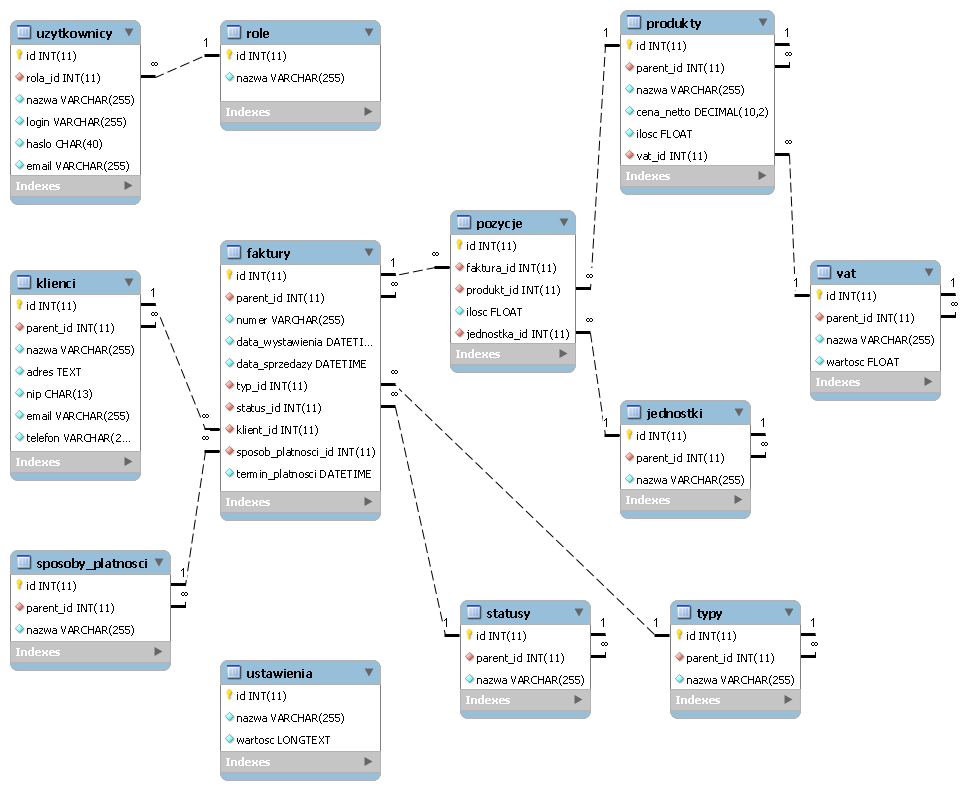 uzytkownicy
id INT(11)
rola_id INT(11)
nazwa VARCHAR(255)
login VARCHAR(255)
haslo CHAR(40)
email VARCHAR(255)
Indexes
∞
1
role
id INT(11)
nazwa VARCHAR(255)
Indexes
produkty
id INT(11)
parent_id INT(11)
nazwa VARCHAR(255)
cena_netto DECIMAL(10,2)
ilosc FLOAT
vat_id INT(11)
Indexes
1
1
∞
∞
klienci
id INT(11)
parent_id INT(11)
nazwa VARCHAR(255)
adres TEXT
nip CHAR(13)
email VARCHAR(255)
telefon VARCHAR(2...
Indexes
1
∞
faktury
id INT(11)
parent_id INT(11)
numer VARCHAR(255)
data_wystawienia DATETI...
data_sprzedazy DATETIME
typ_id INT(11)
status_id INT(11)
klient_id INT(11)
sposob_platnosci_id INT(11)
termin_platnosci DATETIME
Indexes
1
∞
∞
∞
∞
∞
pozycje
id INT(11)
faktura_id INT(11)
produkt_id INT(11)
ilosc FLOAT
jednostka_id INT(11)
Indexes
∞
∞
∞
vat
id INT(11)
parent_id INT(11)
nazwa VARCHAR(255)
wartosc FLOAT
Indexes
1
1
∞
jednostki
id INT(11)
parent_id INT(11)
nazwa VARCHAR(255)
Indexes
1
1
∞
sposoby_platnosci
id INT(11)
parent_id INT(11)
nazwa VARCHAR(255)
Indexes
1
∞
ustawienia
id INT(11)
nazwa VARCHAR(255)
wartosc LONGTEXT
Indexes
statusy
id INT(11)
parent_id INT(11)
nazwa VARCHAR(255)
Indexes
1
1
∞
typy
id INT(11)
parent_id INT(11)
nazwa VARCHAR(255)
Indexes
1
1
∞